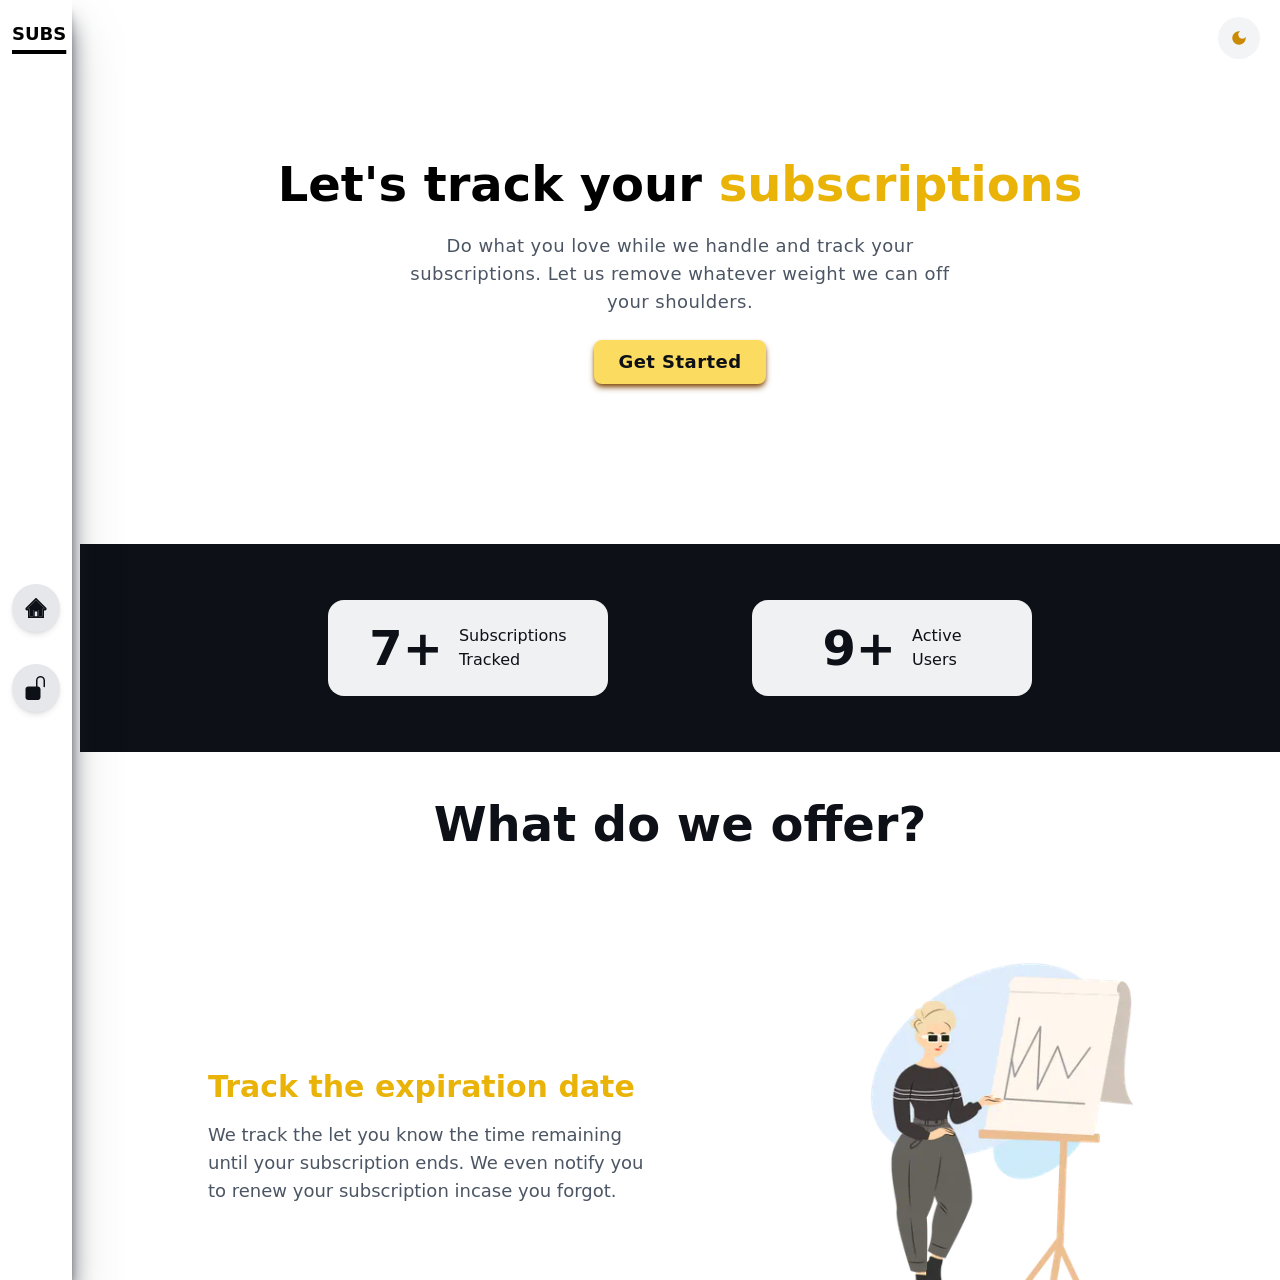 SUBS
Let's track your subscriptions
Do what you love while we handle and track your
subscriptions. Let us remove whatever weight we can off
your shoulders.
Get Started
7+
Subscriptions
Tracked
9+
Active
Users
What do we offer?
Track the expiration date
We track the let you know the time remaining
until your subscription ends. We even notify you
to renew your subscription incase you forgot.